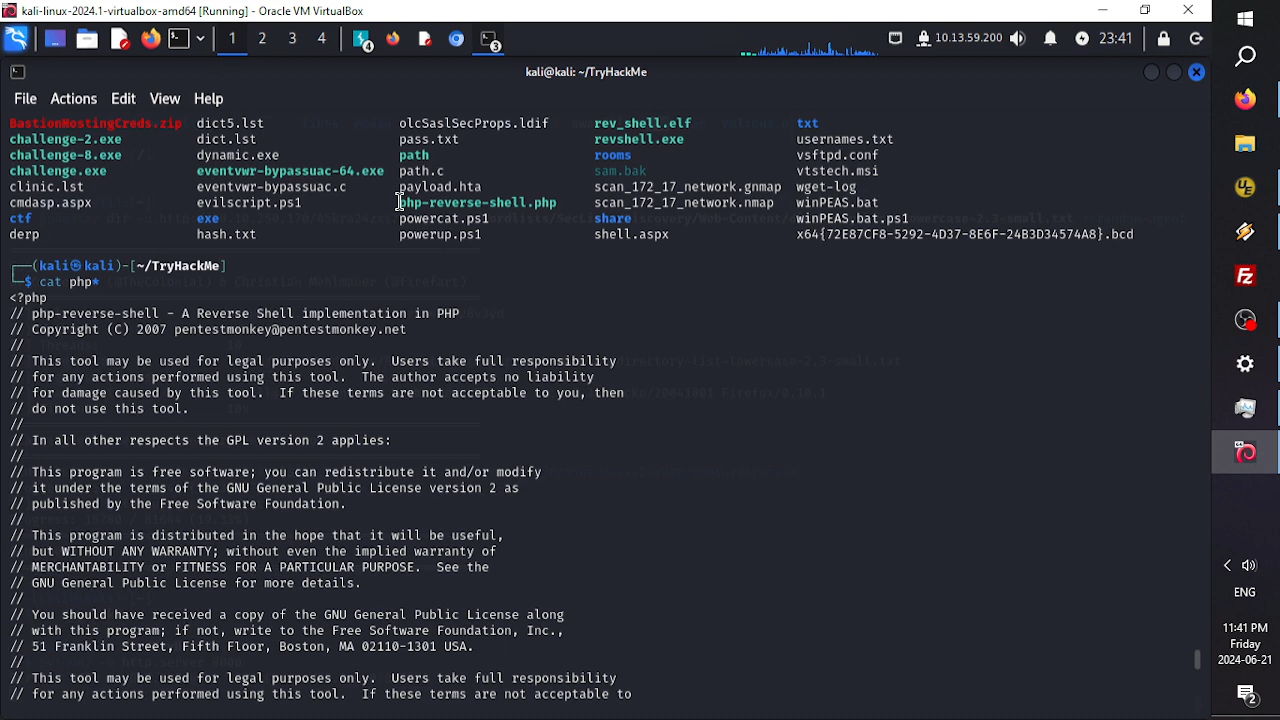 kali-linux-2024.1-virtualbox-amd64 [Running] - Oracle VM VirtualBox
1 2 3 4 4 3 10.13.59.200 23:41
kali@kali: ~/TryHackMe
File Actions Edit View Help
BastionHostingCreds.zip dict5.lst olcSaslSecProps.ldif rev_shell.elf txt
challenge-2.exe dict.lst pass.txt revshell.exe usernames.txt
challenge-8.exe dynamic.exe path rooms vsftpd.conf
challenge.exe eventvwr-bypassuac-64.exe path.c sam.bak vtstech.msi
clinic.lst eventvwr-bypassuac.c payload.hta scan_172_17_network.gnmap wget-log
cmdasp.aspx evilscript.ps1 php-reverse-shell.php scan_172_17_network.nmap winPEAS.bat
ctf exe powercat.ps1 share winPEAS.bat.ps1
derp hash.txt powerup.ps1 shell.aspx x64{72E87CF8-5292-4D37-8E6F-24B3D34574A8}.bcd
┌──(kali㉿kali)-[~/TryHackMe]
└─$ cat php*
<?php
// php-reverse-shell - A Reverse Shell implementation in PHP
// Copyright (C) 2007 pentestmonkey@pentestmonkey.net
//
// This tool may be used for legal purposes only.  Users take full responsibility
// for any actions performed using this tool.  The author accepts no liability
// for damage caused by this tool.  If these terms are not acceptable to you, then
// do not use this tool.
//
// In all other respects the GPL version 2 applies:
//
// This program is free software; you can redistribute it and/or modify
// it under the terms of the GNU General Public License version 2 as
// published by the Free Software Foundation.
//
// This program is distributed in the hope that it will be useful,
// but WITHOUT ANY WARRANTY; without even the implied warranty of
// MERCHANTABILITY or FITNESS FOR A PARTICULAR PURPOSE.  See the
// GNU General Public License for more details.
//
// You should have received a copy of the GNU General Public License along
// with this program; if not, write to the Free Software Foundation, Inc.,
// 51 Franklin Street, Fifth Floor, Boston, MA 02110-1301 USA.
//
// This tool may be used for legal purposes only.  Users take full responsibility
// for any actions performed using this tool.  If these terms are not acceptable to
ENG
11:41 PM
Friday
2024-06-21
2